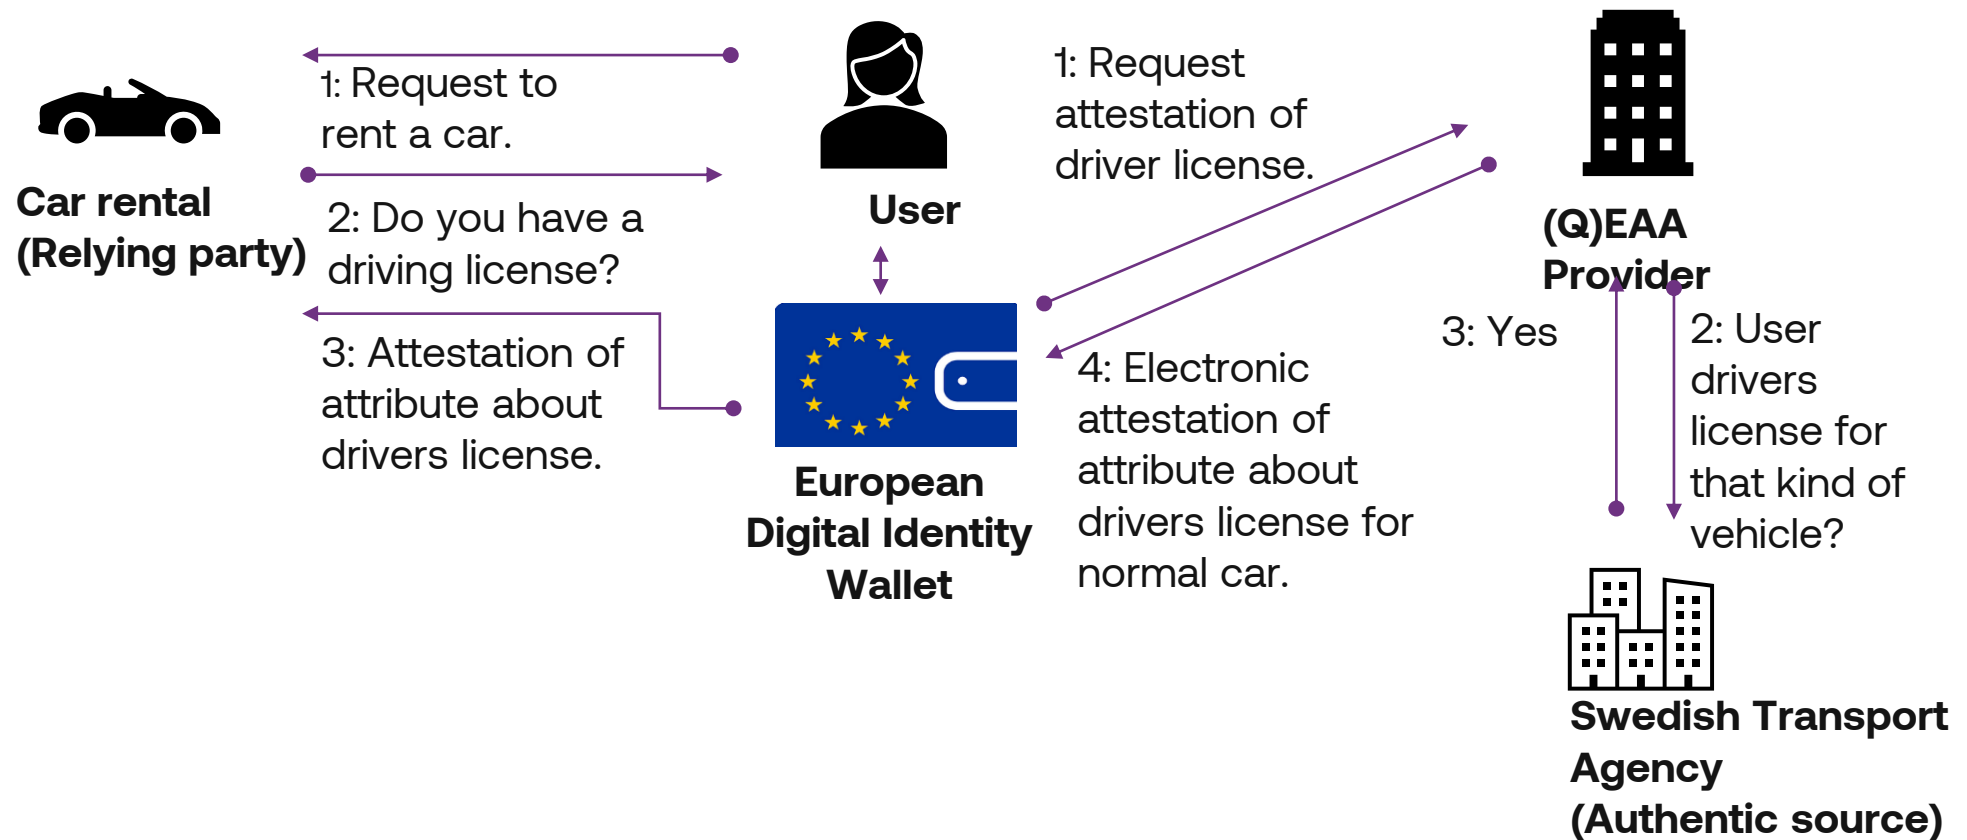 1: Request to
rent a car.
Car rental
(Relying party)
2: Do you have a
driving license?
3: Attestation of
attribute about
drivers license.
User
European
Digital Identity
Wallet
1: Request
attestation of
driver license.
4: Electronic
attestation of
attribute about
drivers license for
normal car.
(Q)EAA
Provider
3: Yes
2: User
drivers
license for
that kind of
vehicle?
Swedish Transport
Agency
(Authentic source)